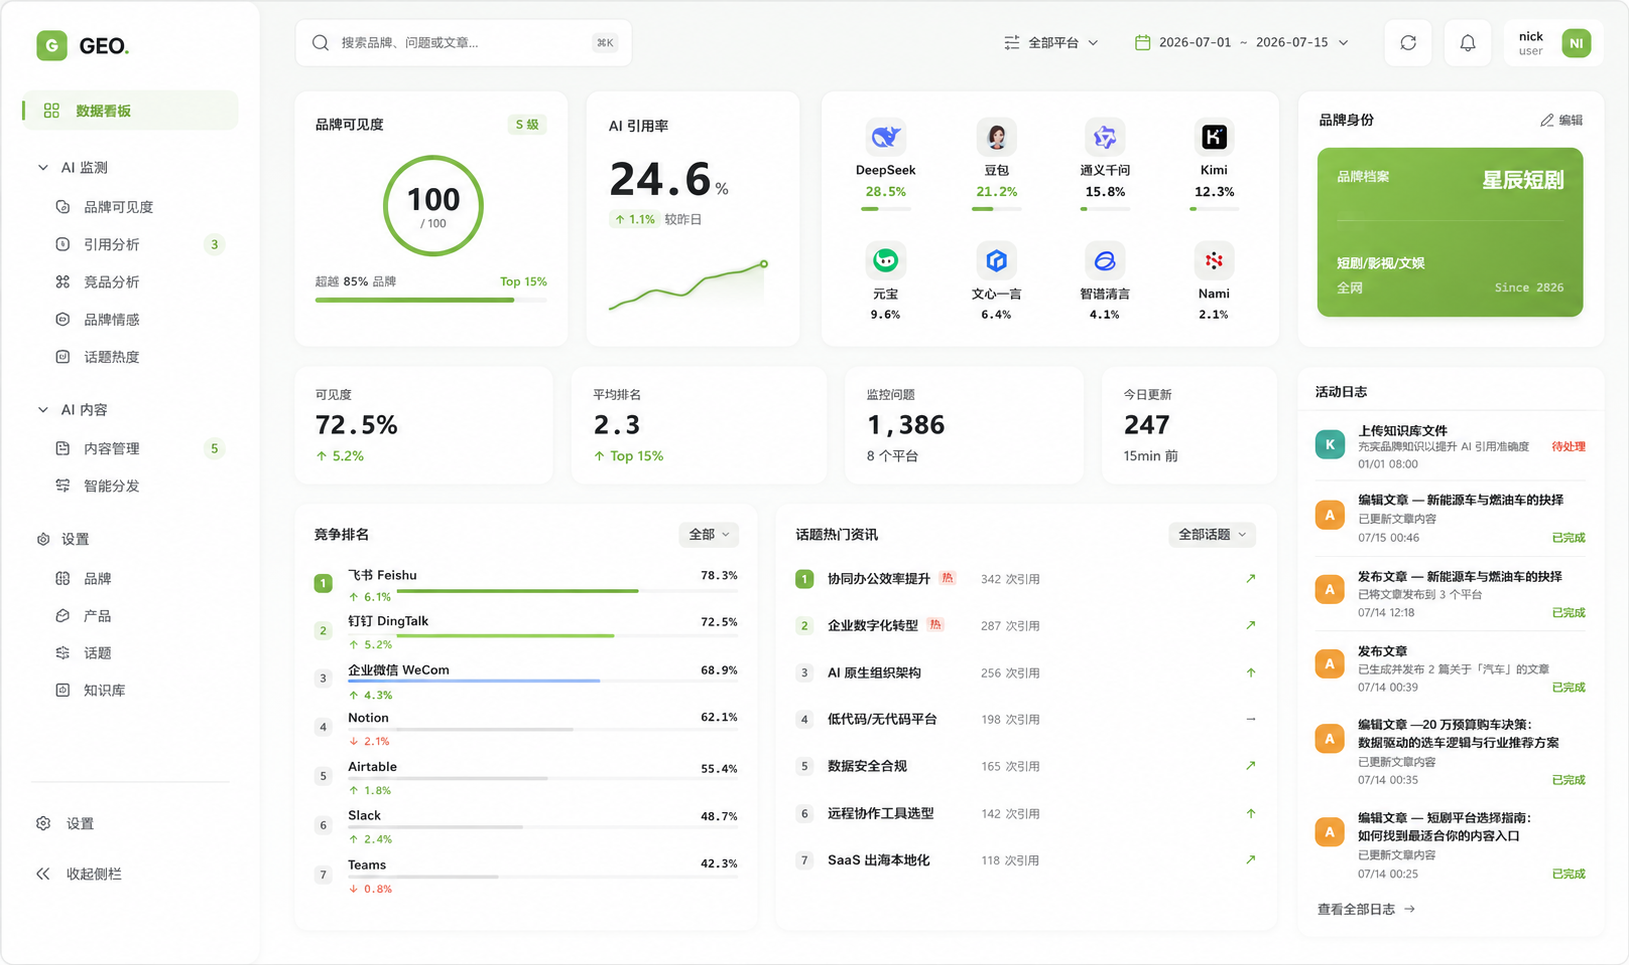 G GEO.
搜索品牌、问题或文章... ⌘K
全部平台
2026-07-01 ~ 2026-07-15
nick
user
NI
数据看板
AI 监测
品牌可见度
引用分析 3
竞品分析
品牌情感
话题热度
AI 内容
内容管理 5
智能分发
设置
品牌
产品
话题
知识库
设置
收起侧栏
品牌可见度 S 级
100
/ 100
超越 85% 品牌 Top 15%
AI 引用率
24.6%
↑ 1.1% 较昨日
DeepSeek
28.5%
豆包
21.2%
通义千问
15.8%
Kimi
12.3%
元宝
9.6%
文心一言
6.4%
智谱清言
4.1%
Nami
2.1%
品牌身份 编辑
品牌档案 星辰短剧
短剧/影视/文娱
全网 Since 2826
可见度
72.5%
↑ 5.2%
平均排名
2.3
↑ Top 15%
监控问题
1,386
8 个平台
今日更新
247
15min 前
竞争排名 全部
1 飞书 Feishu 78.3%
↑ 6.1%
2 钉钉 DingTalk 72.5%
↑ 5.2%
3 企业微信 WeCom 68.9%
↑ 4.3%
4 Notion 62.1%
↓ 2.1%
5 Airtable 55.4%
↑ 1.8%
6 Slack 48.7%
↑ 2.4%
7 Teams 42.3%
↓ 0.8%
话题热门资讯 全部话题
1 协同办公效率提升 热 342 次引用 ↗
2 企业数字化转型 热 287 次引用 ↗
3 AI 原生组织架构 256 次引用 ↑
4 低代码/无代码平台 198 次引用 →
5 数据安全合规 165 次引用 ↗
6 远程协作工具选型 142 次引用 ↑
7 SaaS 出海本地化 118 次引用 ↗
活动日志
K 上传知识库文件
品牌知识以提升 AI 引用准确度 待处理
01/01 08:00
A 编辑文章 — 新能源车与燃油车的抉择
已更新文章内容
07/15 00:46 已完成
A 发布文章 — 新能源车与燃油车的抉择
已将文章发布到 3 个平台
07/14 12:18 已完成
A 发布文章
已生成并发布 2 篇关于「汽车」的文章
07/14 00:39 已完成
A 编辑文章 —20 万预算购车决策:
数据驱动的选车逻辑与行业推荐方案
已更新文章内容
07/14 00:35 已完成
A 编辑文章 — 短剧平台选择指南:
如何找到最适合你的内容入口
已更新文章内容
07/14 00:25 已完成
查看全部日志 →